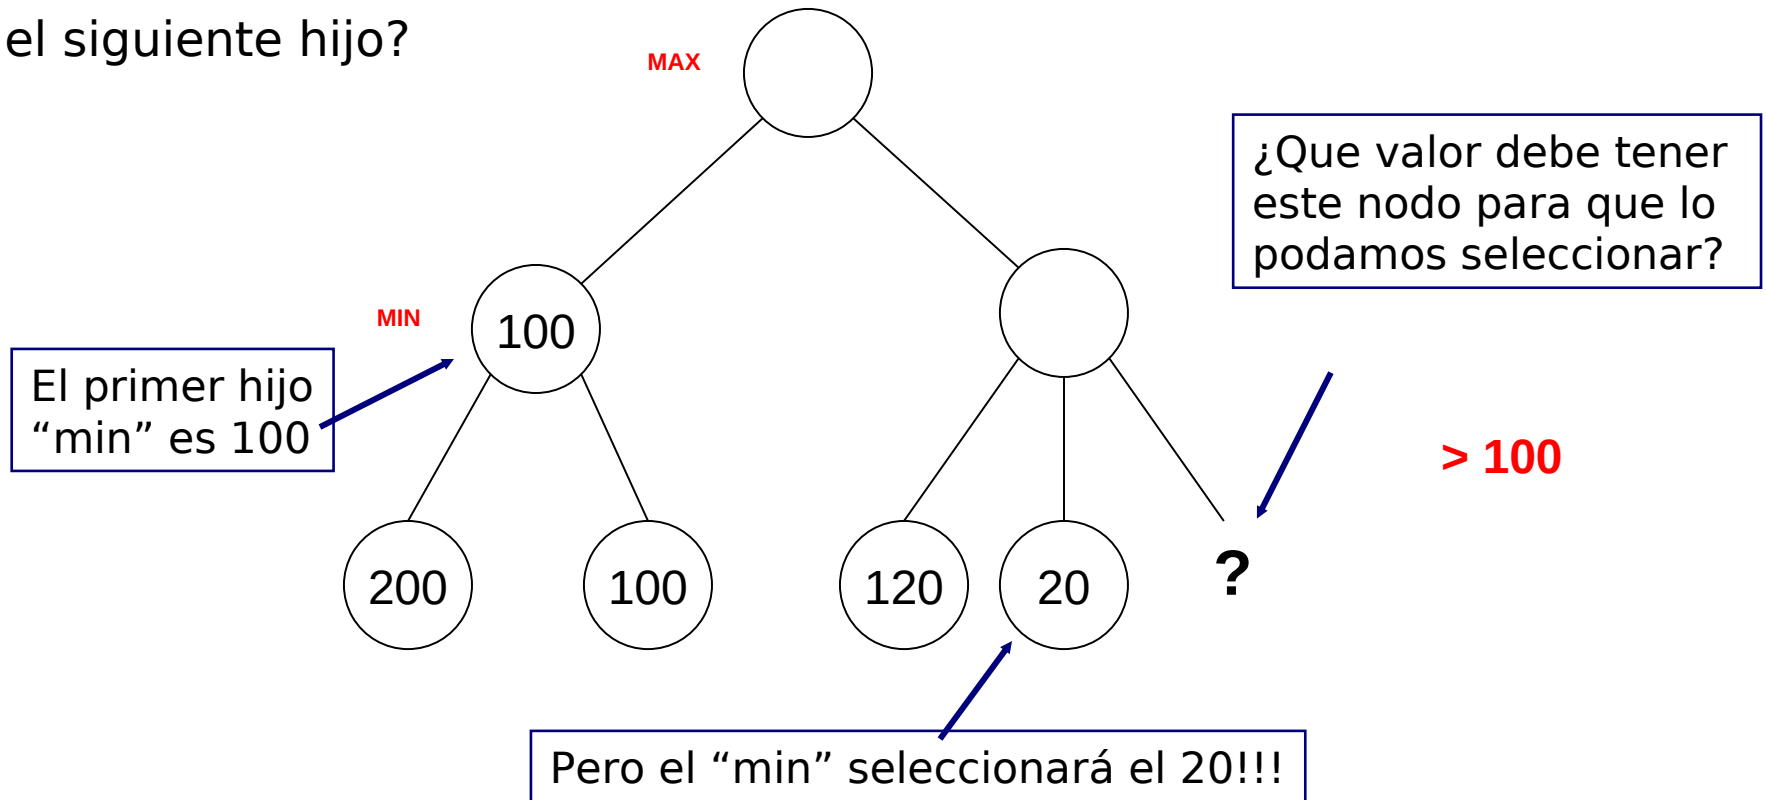 el siguiente hijo?
MAX
¿Que valor debe tener
este nodo para que lo
podamos seleccionar?
MIN
100
El primer hijo
“min” es 100
> 100
200
100
120
20
?
Pero el “min” seleccionará el 20!!!